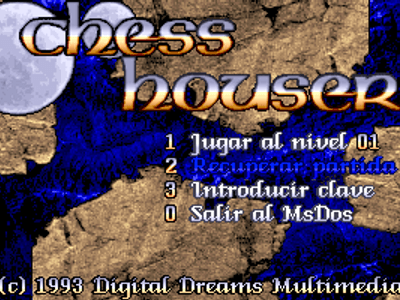 chess
houser
1 Jugar al nivel 01
2 Recuperar partida
3 Introducir clave
0 Salir al MsDos
(c) 1993 Digital Dreams Multimedia